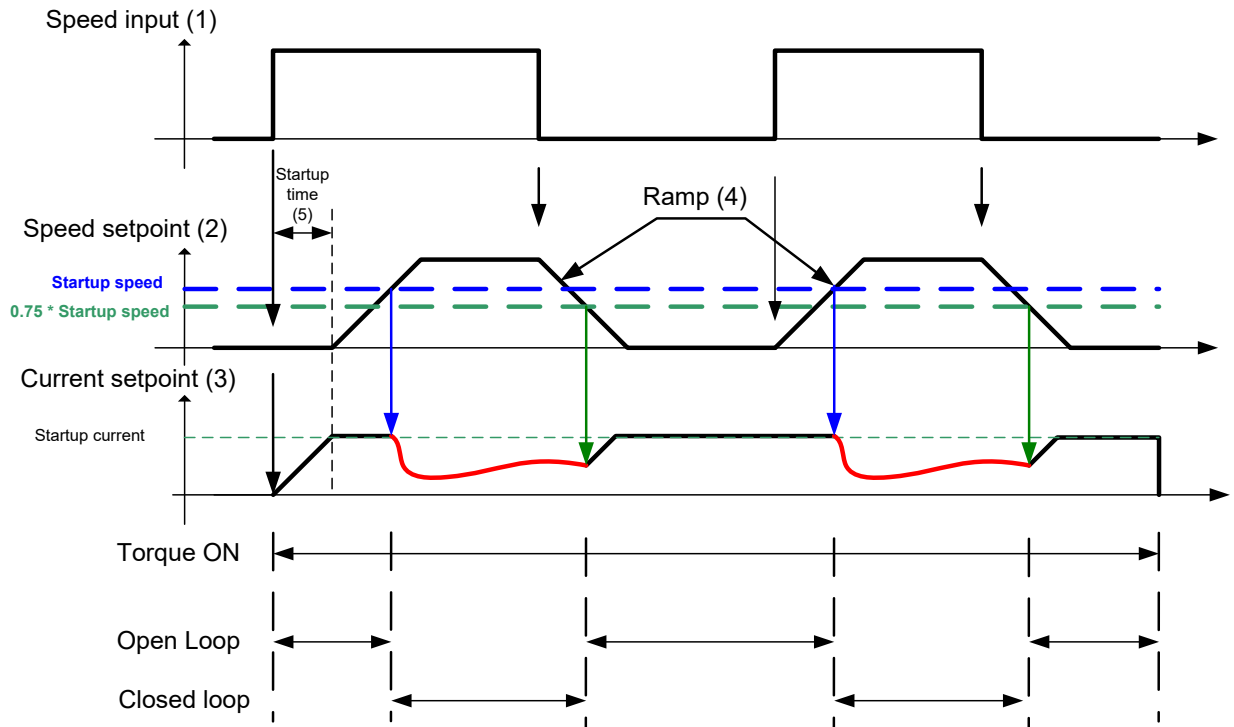 Speed input (1)
Startup
time
(5)
Ramp (4)
Speed setpoint (2)
Startup speed
0.75 * Startup speed
Current setpoint (3)
Startup current
Torque ON
Open Loop
Closed loop